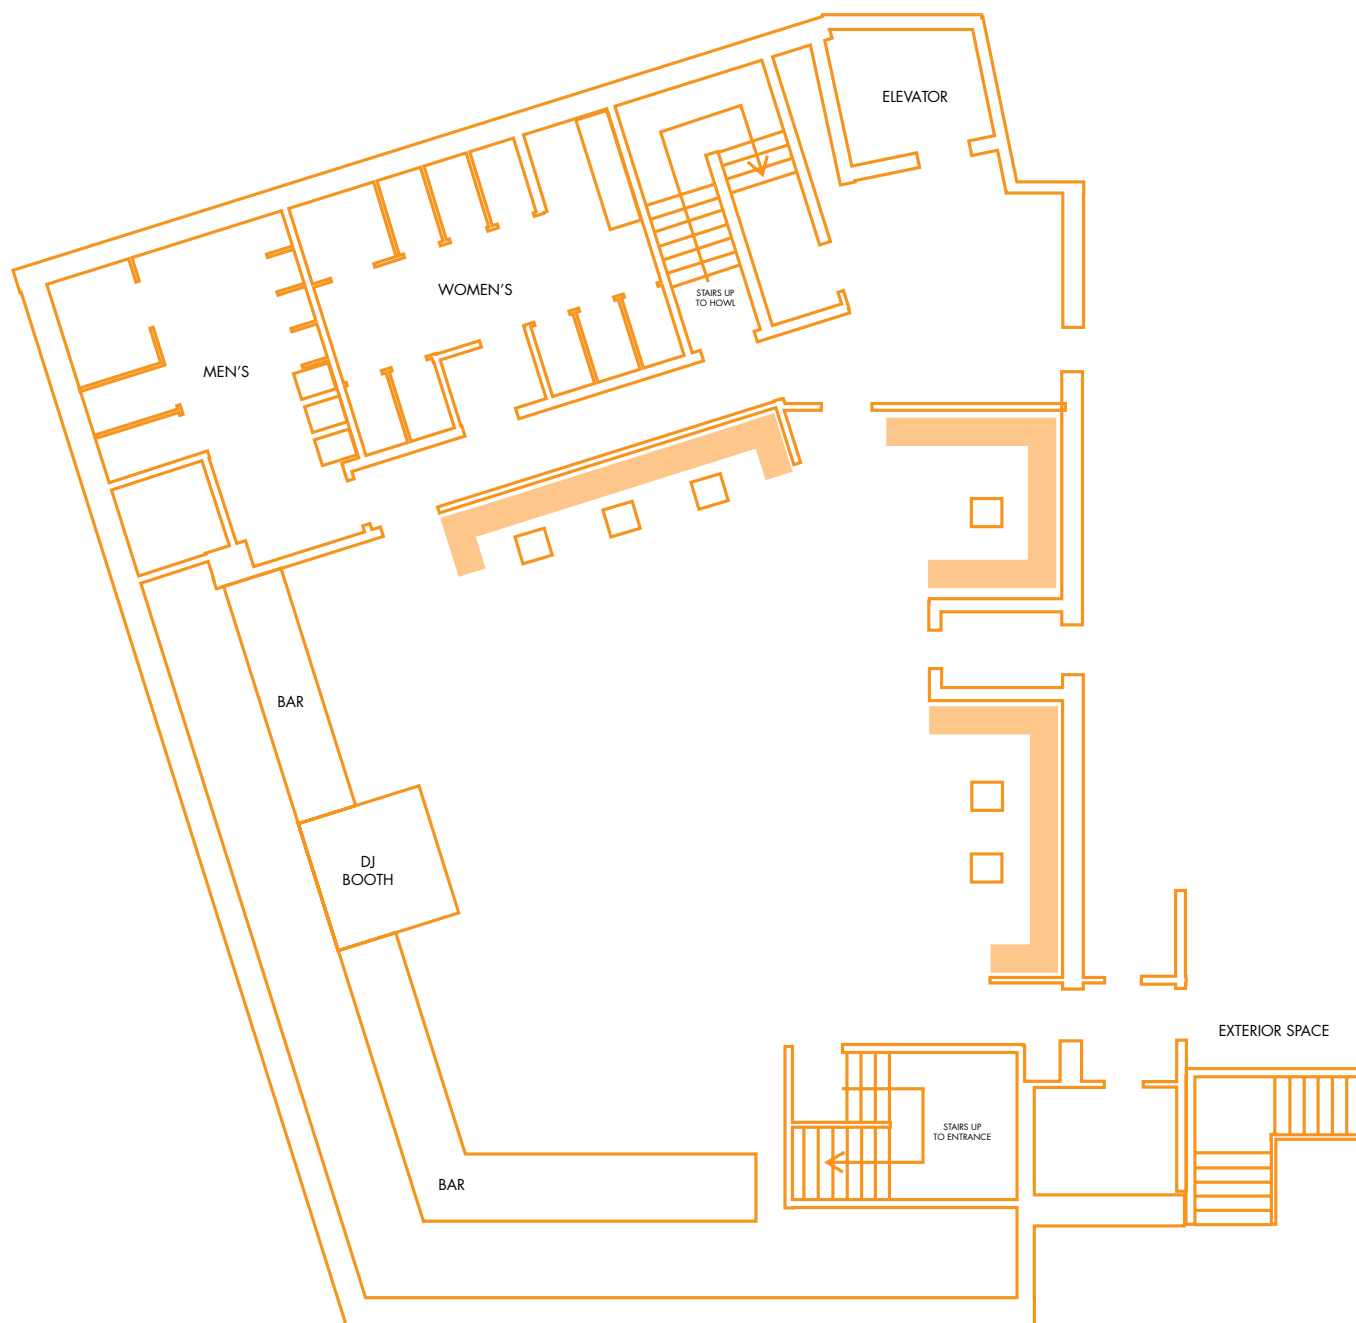 ELEVATOR
WOMEN'S
STAIRS UP
TO HOWL
MEN'S
BAR
DJ
BOOTH
EXTERIOR SPACE
STAIRS UP
TO ENTRANCE
BAR